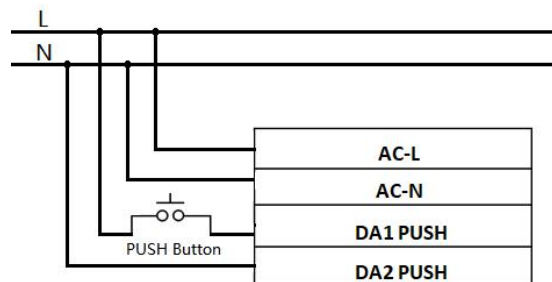 L
N
AC-L
AC-N
DA1 PUSH
PUSH Button
DA2 PUSH